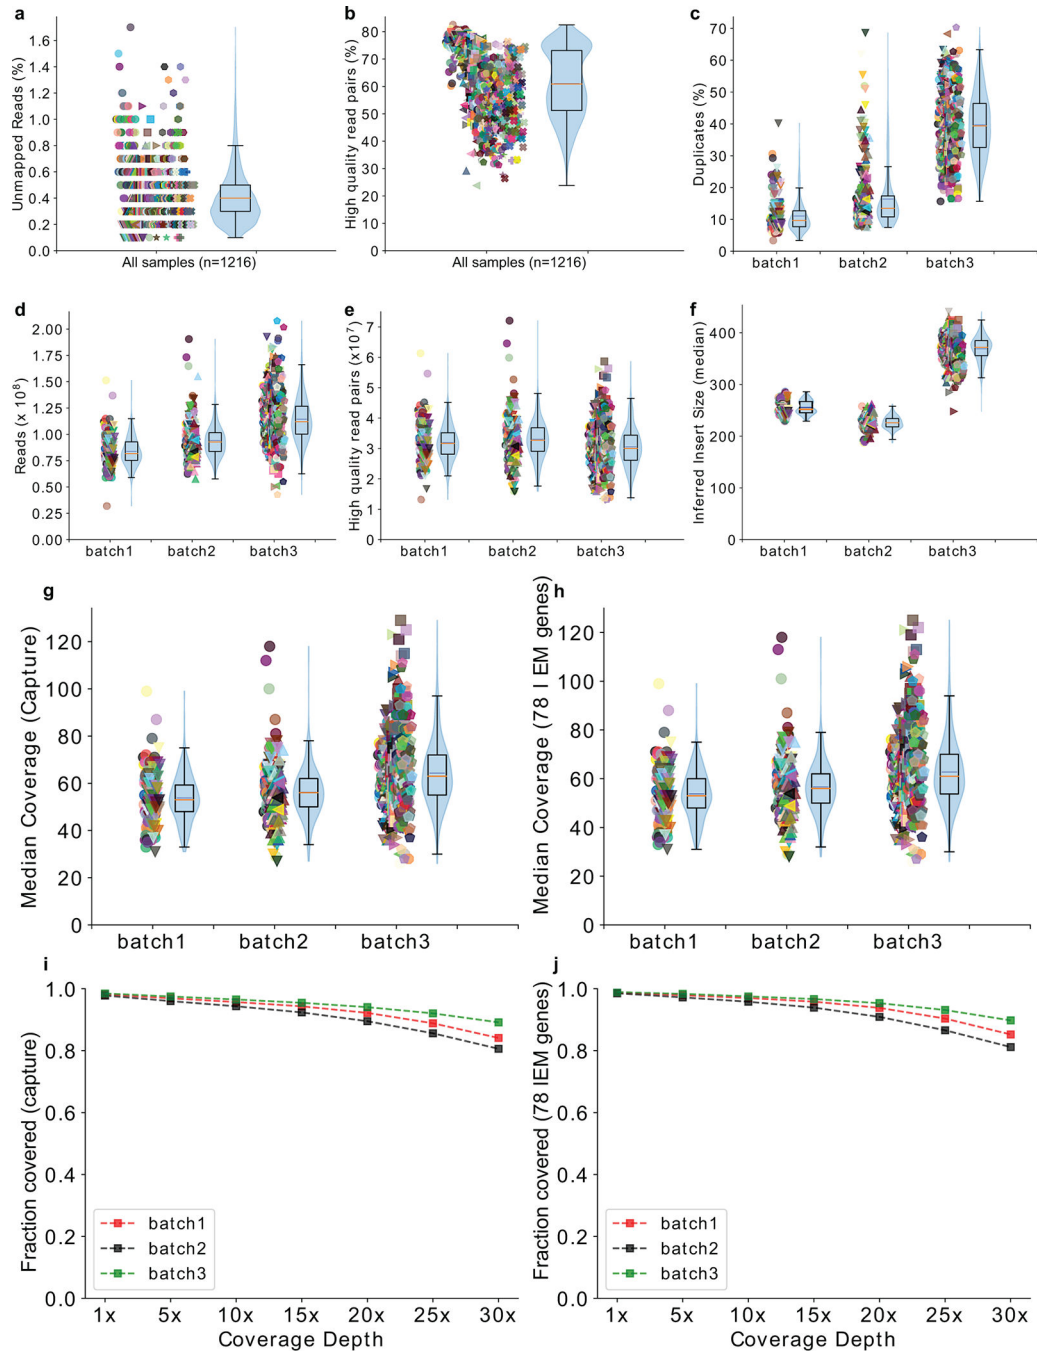 a
Unmapped Reads (%)
1.6
1.4
1.2
1.0
0.8
0.6
0.4
0.2
0.0
All samples (n=1216)
b
High quality read pairs (%)
80
70
60
50
40
30
20
10
0
All samples (n=1216)
c
Duplicates (%)
70
60
50
40
30
20
10
0
batch1 batch2 batch3
d
Reads (x 10⁸)
2.00
1.75
1.50
1.25
1.00
0.75
0.50
0.25
0.00
batch1 batch2 batch3
e
High quality read pairs (x10⁷)
7
6
5
4
3
2
1
0
batch1 batch2 batch3
f
Inferred Insert Size (median)
400
300
200
100
0
batch1 batch2 batch3
g
Median Coverage (Capture)
120
100
80
60
40
20
0
batch1 batch2 batch3
h
Median Coverage (78 I EM genes)
120
100
80
60
40
20
0
batch1 batch2 batch3
i
Fraction covered (capture)
1.0
0.8
0.6
0.4
0.2
0.0
batch1
batch2
batch3
1x 5x 10x 15x 20x 25x 30x
Coverage Depth
j
Fraction covered (78 IEM genes)
1.0
0.8
0.6
0.4
0.2
0.0
batch1
batch2
batch3
1x 5x 10x 15x 20x 25x 30x
Coverage Depth